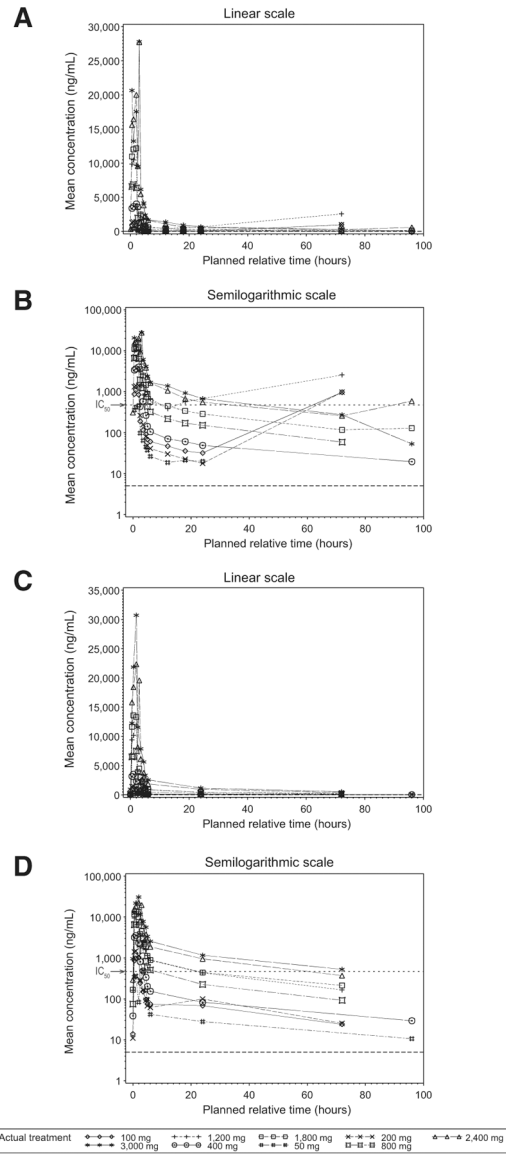 A
Linear scale
30,000
25,000
20,000
15,000
10,000
5,000
0
0 20 40 60 80 100
Mean concentration (ng/mL)
Planned relative time (hours)
B
Semilogarithmic scale
100,000
10,000
1,000
IC50
100
10
1
0 20 40 60 80 100
Mean concentration (ng/mL)
Planned relative time (hours)
C
Linear scale
35,000
30,000
25,000
20,000
15,000
10,000
5,000
0
0 20 40 60 80 100
Mean concentration (ng/mL)
Planned relative time (hours)
D
Semilogarithmic scale
100,000
10,000
1,000
IC50
100
10
1
0 20 40 60 80 100
Mean concentration (ng/mL)
Planned relative time (hours)
Actual treatment 100 mg 1,200 mg 1,800 mg 200 mg 2,400 mg
3,000 mg 400 mg 50 mg 800 mg